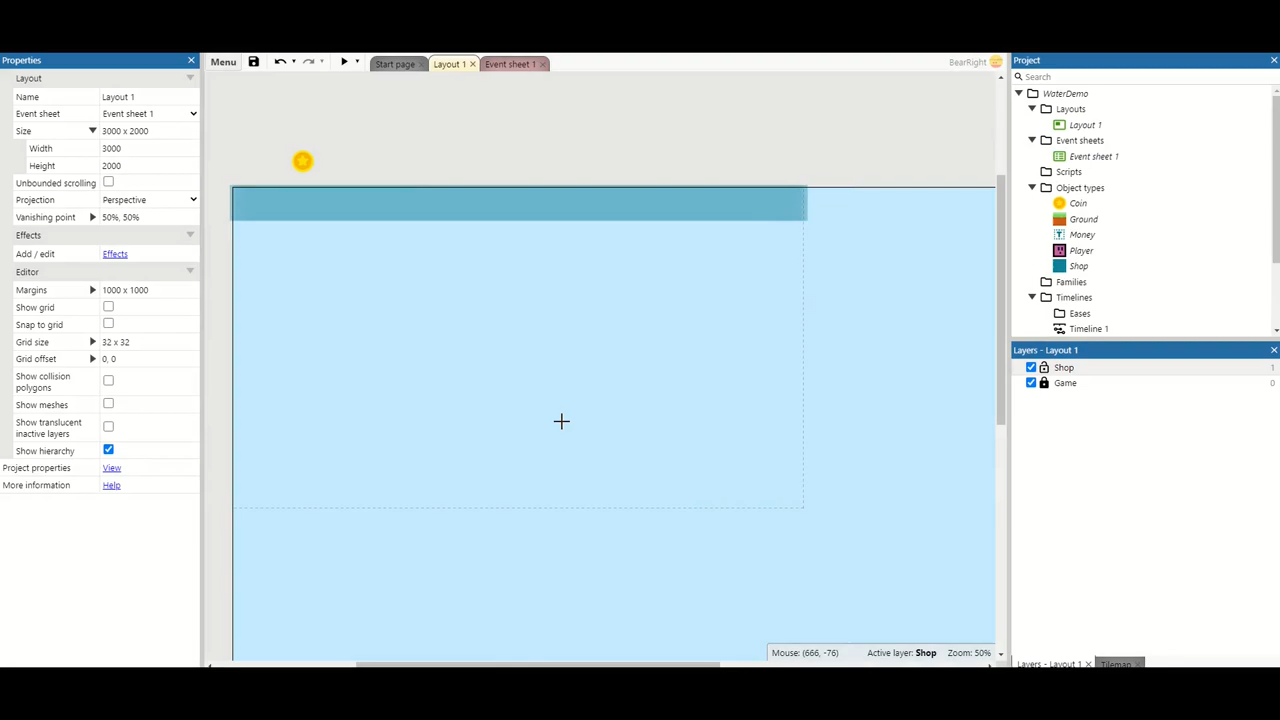 Properties
Layout
Name Layout 1
Event sheet Event sheet 1
Size 3000 x 2000
Width 3000
Height 2000
Unbounded scrolling
Projection Perspective
Vanishing point 50%, 50%
Effects
Add / edit Effects
Editor
Margins 1000 x 1000
Show grid
Snap to grid
Grid size 32 x 32
Grid offset 0, 0
Show collision
polygons
Show meshes
Show translucent
inactive layers
Show hierarchy
Project properties View
More information Help
Menu
Start page
Layout 1
Event sheet 1
BearRight
Mouse: (666, -76) Active layer: Shop Zoom: 50%
Project
Search
WaterDemo
Layouts
Layout 1
Event sheets
Event sheet 1
Scripts
Object types
Coin
Ground
Money
Player
Shop
Families
Timelines
Eases
Timeline 1
Layers - Layout 1
Shop 1
Game 0
Layers - Layout 1
Tilemap